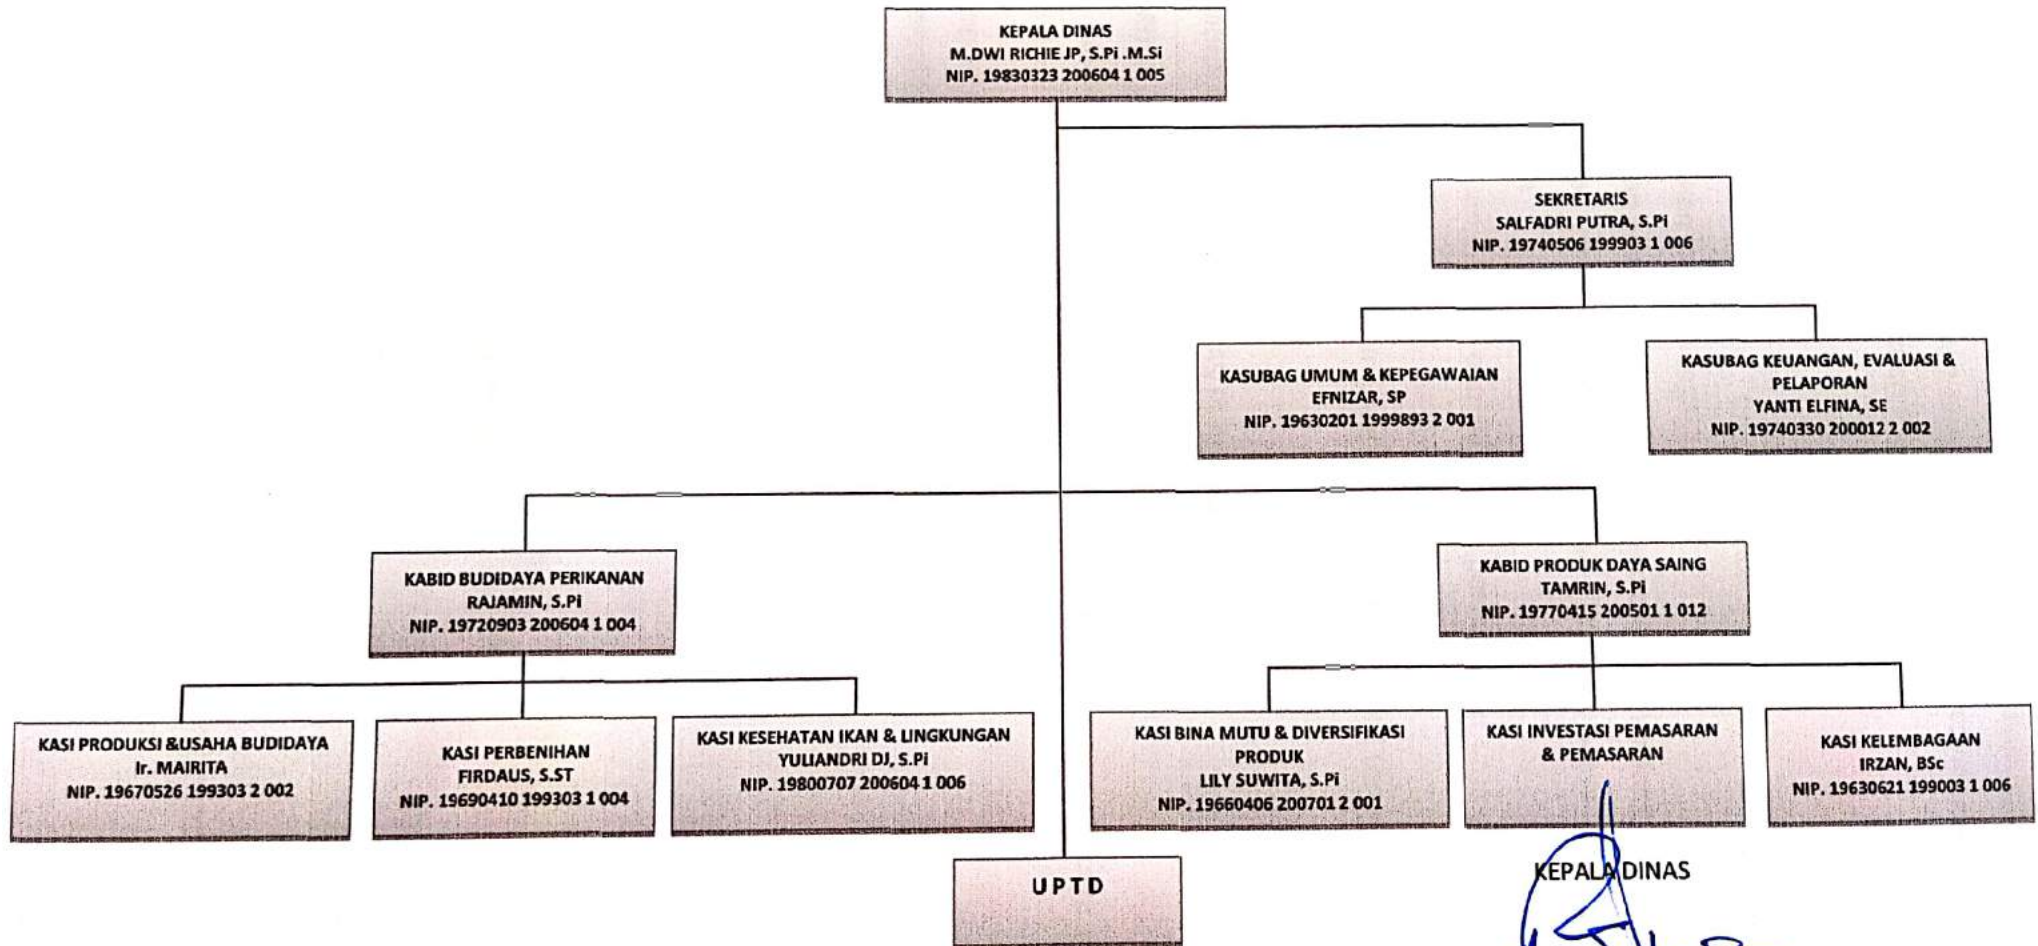 KEPALA DINAS
M.DWI RICHIE JP, S.Pi .M.Si
NIP. 19830323 200604 1 005
SEKRETARIS
SALFADRI PUTRA, S.Pi
NIP. 19740506 199903 1 006
KASUBAG UMUM & KEPEGAWAIAN
EFNIZAR, SP
NIP. 19630201 1999893 2 001
KASUBAG KEUANGAN, EVALUASI &
PELAPORAN
YANTI ELFINA, SE
NIP. 19740330 200012 2 002
KABID BUDIDAYA PERIKANAN
RAJAMIN, S.Pi
NIP. 19720903 200604 1 004
KABID PRODUK DAYA SAING
TAMRIN, S.Pi
NIP. 19770415 200501 1 012
KASI PRODUKSI &USAHA BUDIDAYA
Ir. MAIRITA
NIP. 19670526 199303 2 002
KASI PERBENIHAN
FIRDAUS, S.ST
NIP. 19690410 199303 1 004
KASI KESEHATAN IKAN & LINGKUNGAN
YULIANDRI DJ, S.Pi
NIP. 19800707 200604 1 006
KASI BINA MUTU & DIVERSIFIKASI
PRODUK
LILY SUWITA, S.Pi
NIP. 19660406 200701 2 001
KASI INVESTASI PEMASARAN
& PEMASARAN
KASI KELEMBAGAAN
IRZAN, BSc
NIP. 19630621 199003 1 006
UPTD
KEPALA DINAS